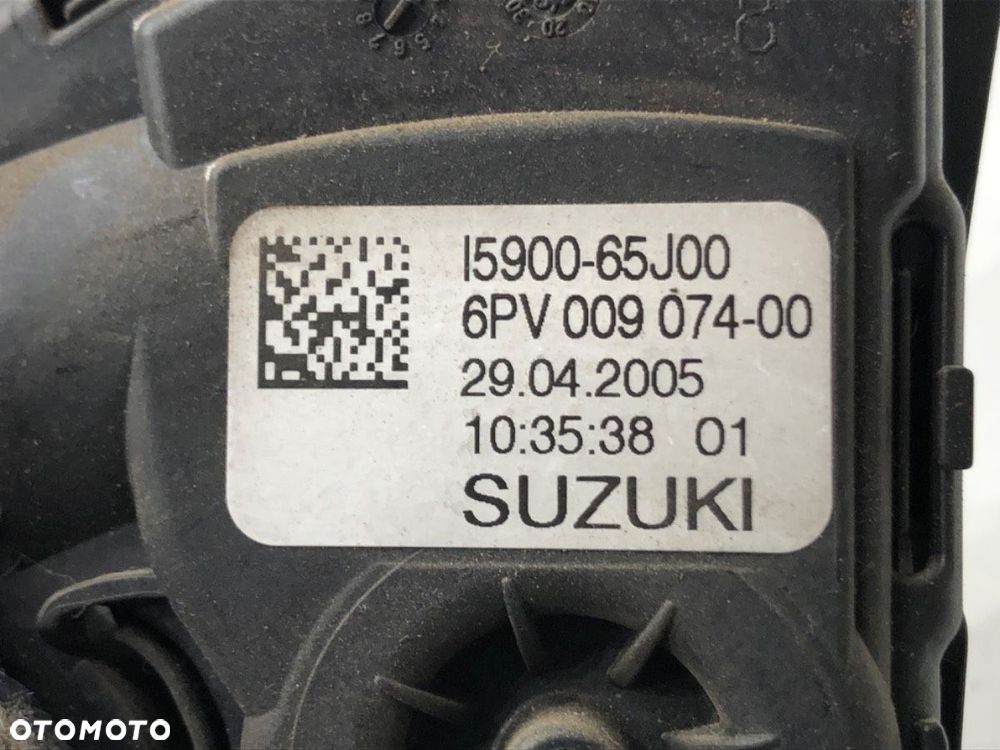 I5900-65J00
6PV 009 074-00
29.04.2005
10:35:38 01
SUZUKI
OTOMOTO